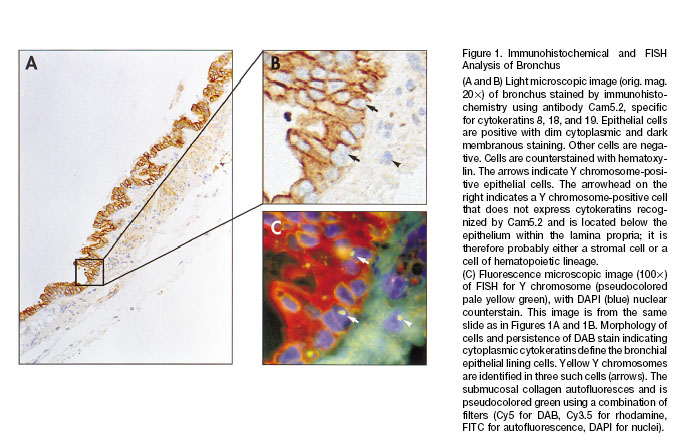 A
B
C
Figure 1. Immunohistochemical and FISH
Analysis of Bronchus
(A and B) Light microscopic image (orig. mag.
20×) of bronchus stained by immunohisto-
chemistry using antibody Cam5.2, specific
for cytokeratins 8, 18, and 19. Epithelial cells
are positive with dim cytoplasmic and dark
membranous staining. Other cells are nega-
tive. Cells are counterstained with hematoxy-
lin. The arrows indicate Y chromosome-posi-
tive epithelial cells. The arrowhead on the
right indicates a Y chromosome-positive cell
that does not express cytokeratins recog-
nized by Cam5.2 and is located below the
epithelium within the lamina propria; it is
therefore probably either a stromal cell or a
cell of hematopoietic lineage.
(C) Fluorescence microscopic image (100×)
of FISH for Y chromosome (pseudocolored
pale yellow green), with DAPI (blue) nuclear
counterstain. This image is from the same
slide as in Figures 1A and 1B. Morphology of
cells and persistence of DAB stain indicating
cytoplasmic cytokeratins define the bronchial
epithelial lining cells. Yellow Y chromosomes
are identified in three such cells (arrows). The
submucosal collagen autofluoresces and is
pseudocolored green using a combination of
filters (Cy5 for DAB, Cy3.5 for rhodamine,
FITC for autofluorescence, DAPI for nuclei).